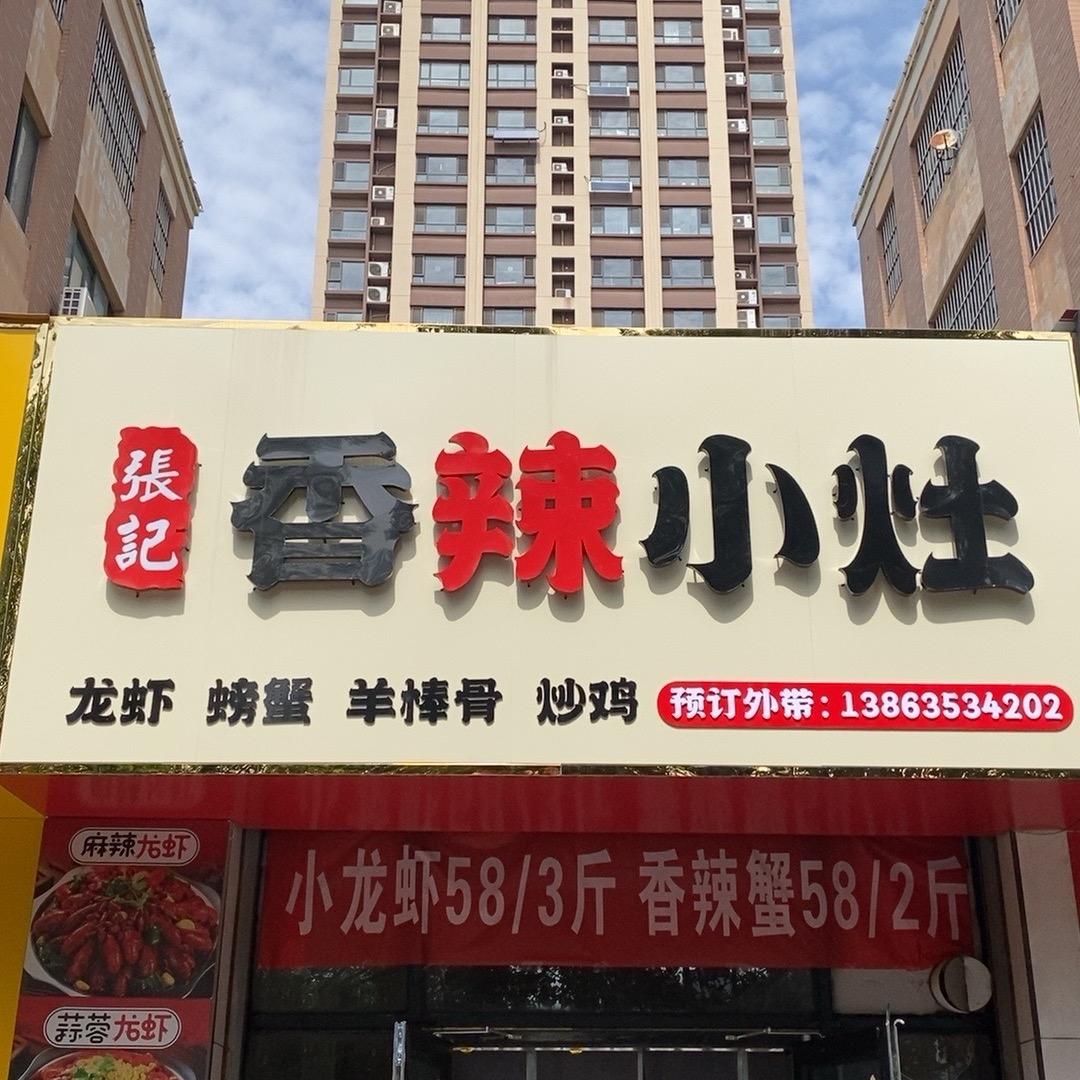 張記
香辣小灶
龙虾 螃蟹 羊棒骨 炒鸡
预订外带：13863534202
小龙虾58/3斤 香辣蟹58/2斤
麻辣龙虾
蒜蓉龙虾